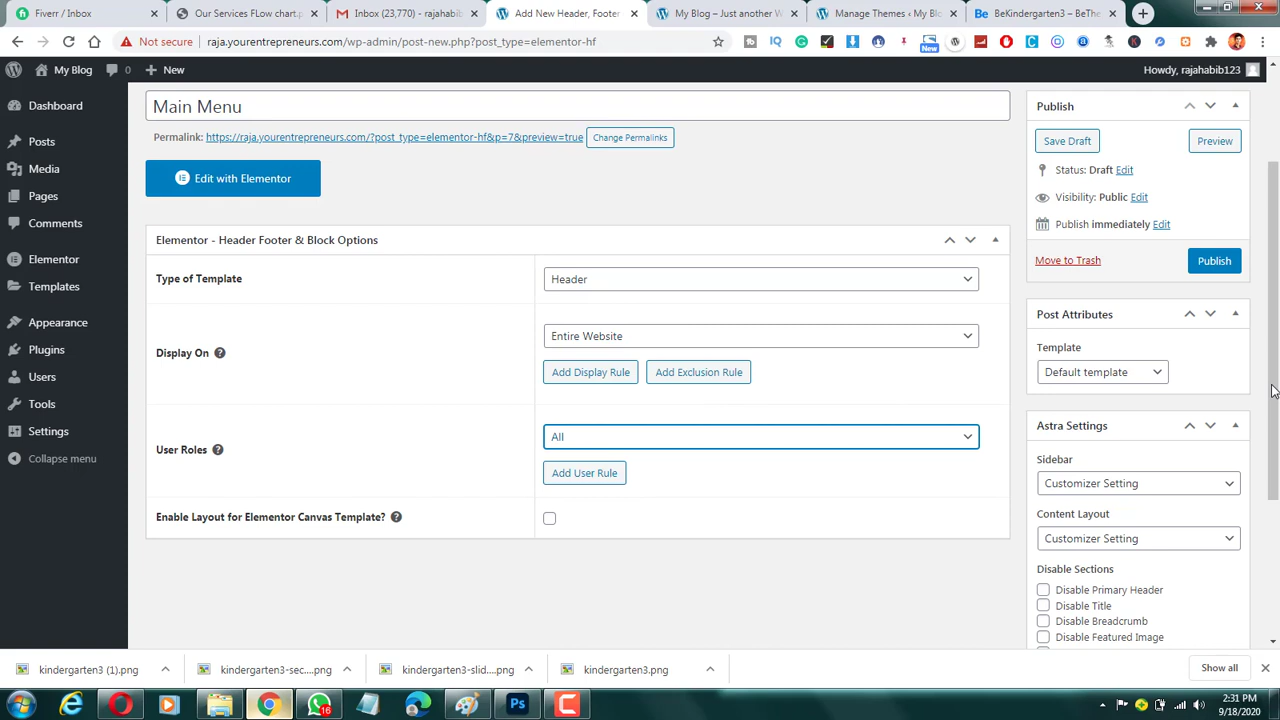 Fiverr / Inbox
Our Services FLow chart.p
Inbox (23,770) - rajahabib
Add New Header, Footer
My Blog – Just another W
Manage Themes ‹ My Blo
BeKindergarten3 – BeThe
Not secure
raja.yourentrepreneurs.com/wp-admin/post-new.php?post_type=elementor-hf
IQ
New
My Blog
0
New
Howdy, rajahabib123
Dashboard
Posts
Media
Pages
Comments
Elementor
Templates
Appearance
Plugins
Users
Tools
Settings
Collapse menu
Main Menu
Permalink: https://raja.yourentrepreneurs.com/?post_type=elementor-hf&p=7&preview=true
Change Permalinks
Edit with Elementor
Elementor - Header Footer & Block Options
Type of Template
Header
Display On
Entire Website
Add Display Rule
Add Exclusion Rule
User Roles
All
Add User Rule
Enable Layout for Elementor Canvas Template?
Publish
Save Draft
Preview
Status: Draft Edit
Visibility: Public Edit
Publish immediately Edit
Move to Trash
Publish
Post Attributes
Template
Default template
Astra Settings
Sidebar
Customizer Setting
Content Layout
Customizer Setting
Disable Sections
Disable Primary Header
Disable Title
Disable Breadcrumb
Disable Featured Image
kindergarten3 (1).png
kindergarten3-sec....png
kindergarten3-slid....png
kindergarten3.png
Show all
16
Ps
2:31 PM
9/18/2020